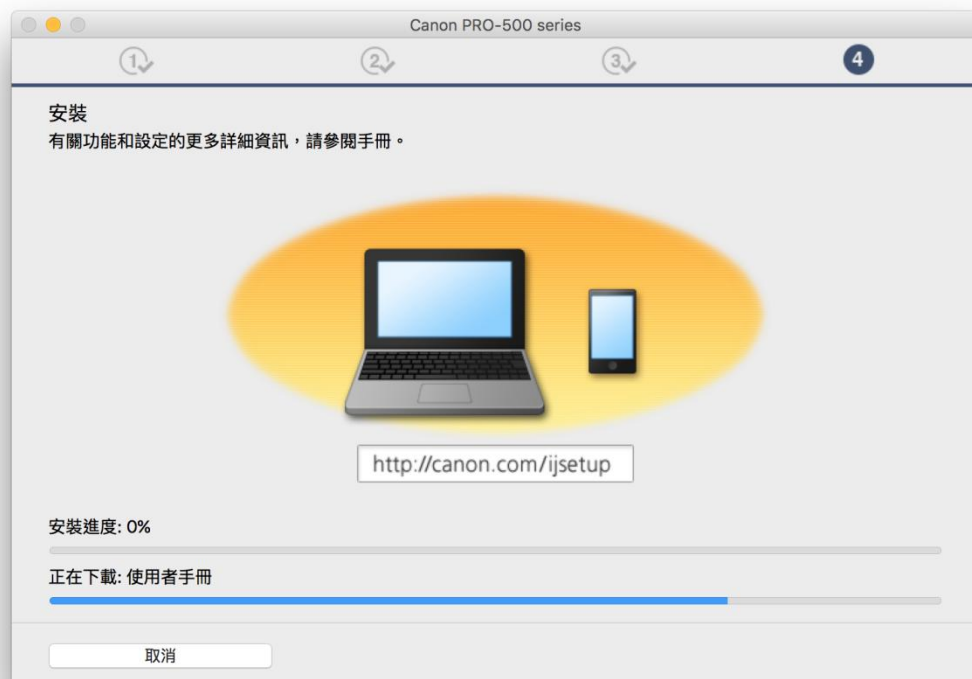 Canon PRO-500 series
1
2
3
4
安裝
有關功能和設定的更多詳細資訊，請參閱手冊。
http://canon.com/ijsetup
安裝進度: 0%
正在下載: 使用者手冊
取消